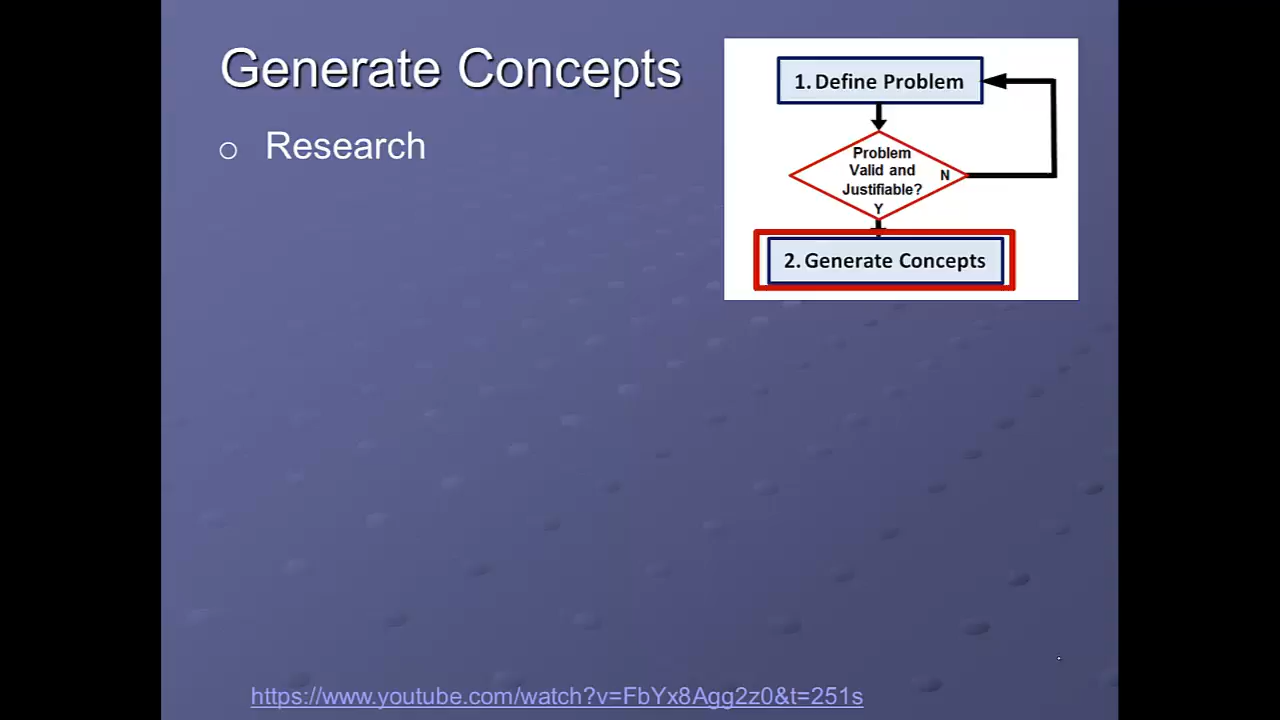 Generate Concepts
Research
1. Define Problem
Problem
Valid and
Justifiable?
N
Y
2. Generate Concepts
https://www.youtube.com/watch?v=FbYx8Agg2z0&t=251s